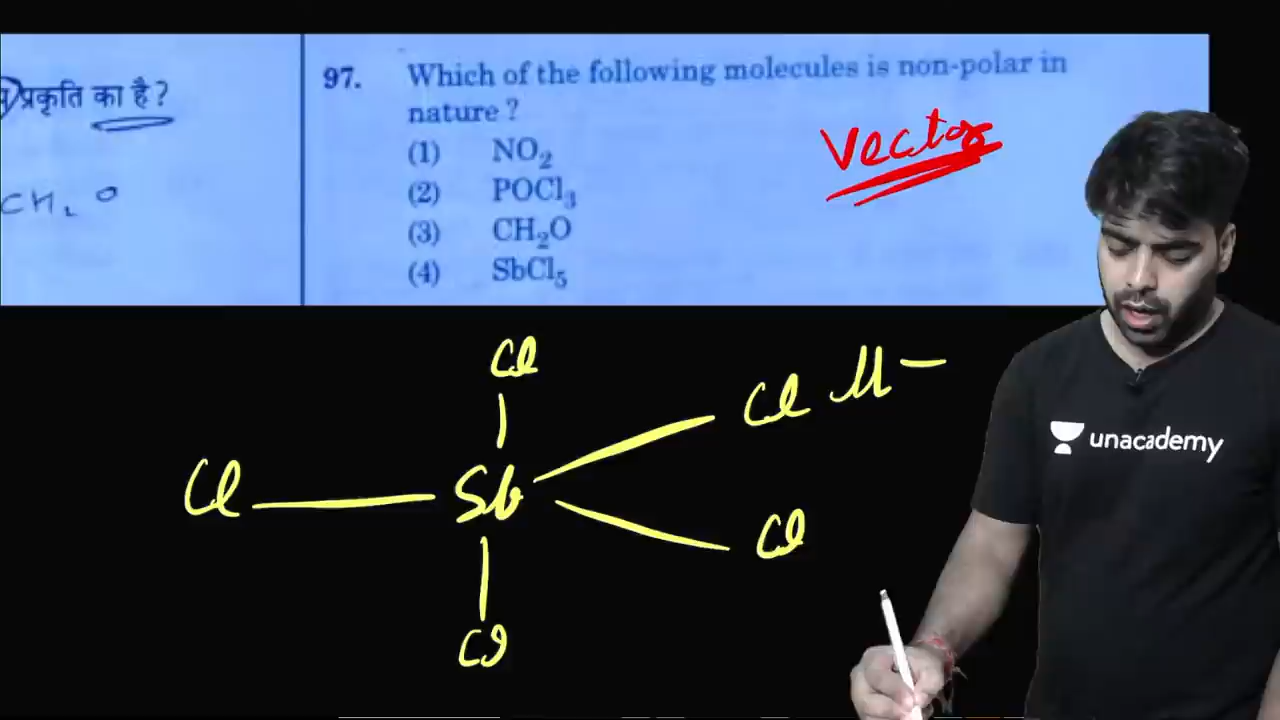 प्रकृति का है ?
CH₂O
97. Which of the following molecules is non-polar in
nature ?
(1) NO₂
(2) POCl₃
(3) CH₂O
(4) SbCl₅
Vector
Cl
Cl
Cl Sb
Cl
Cl
unacademy